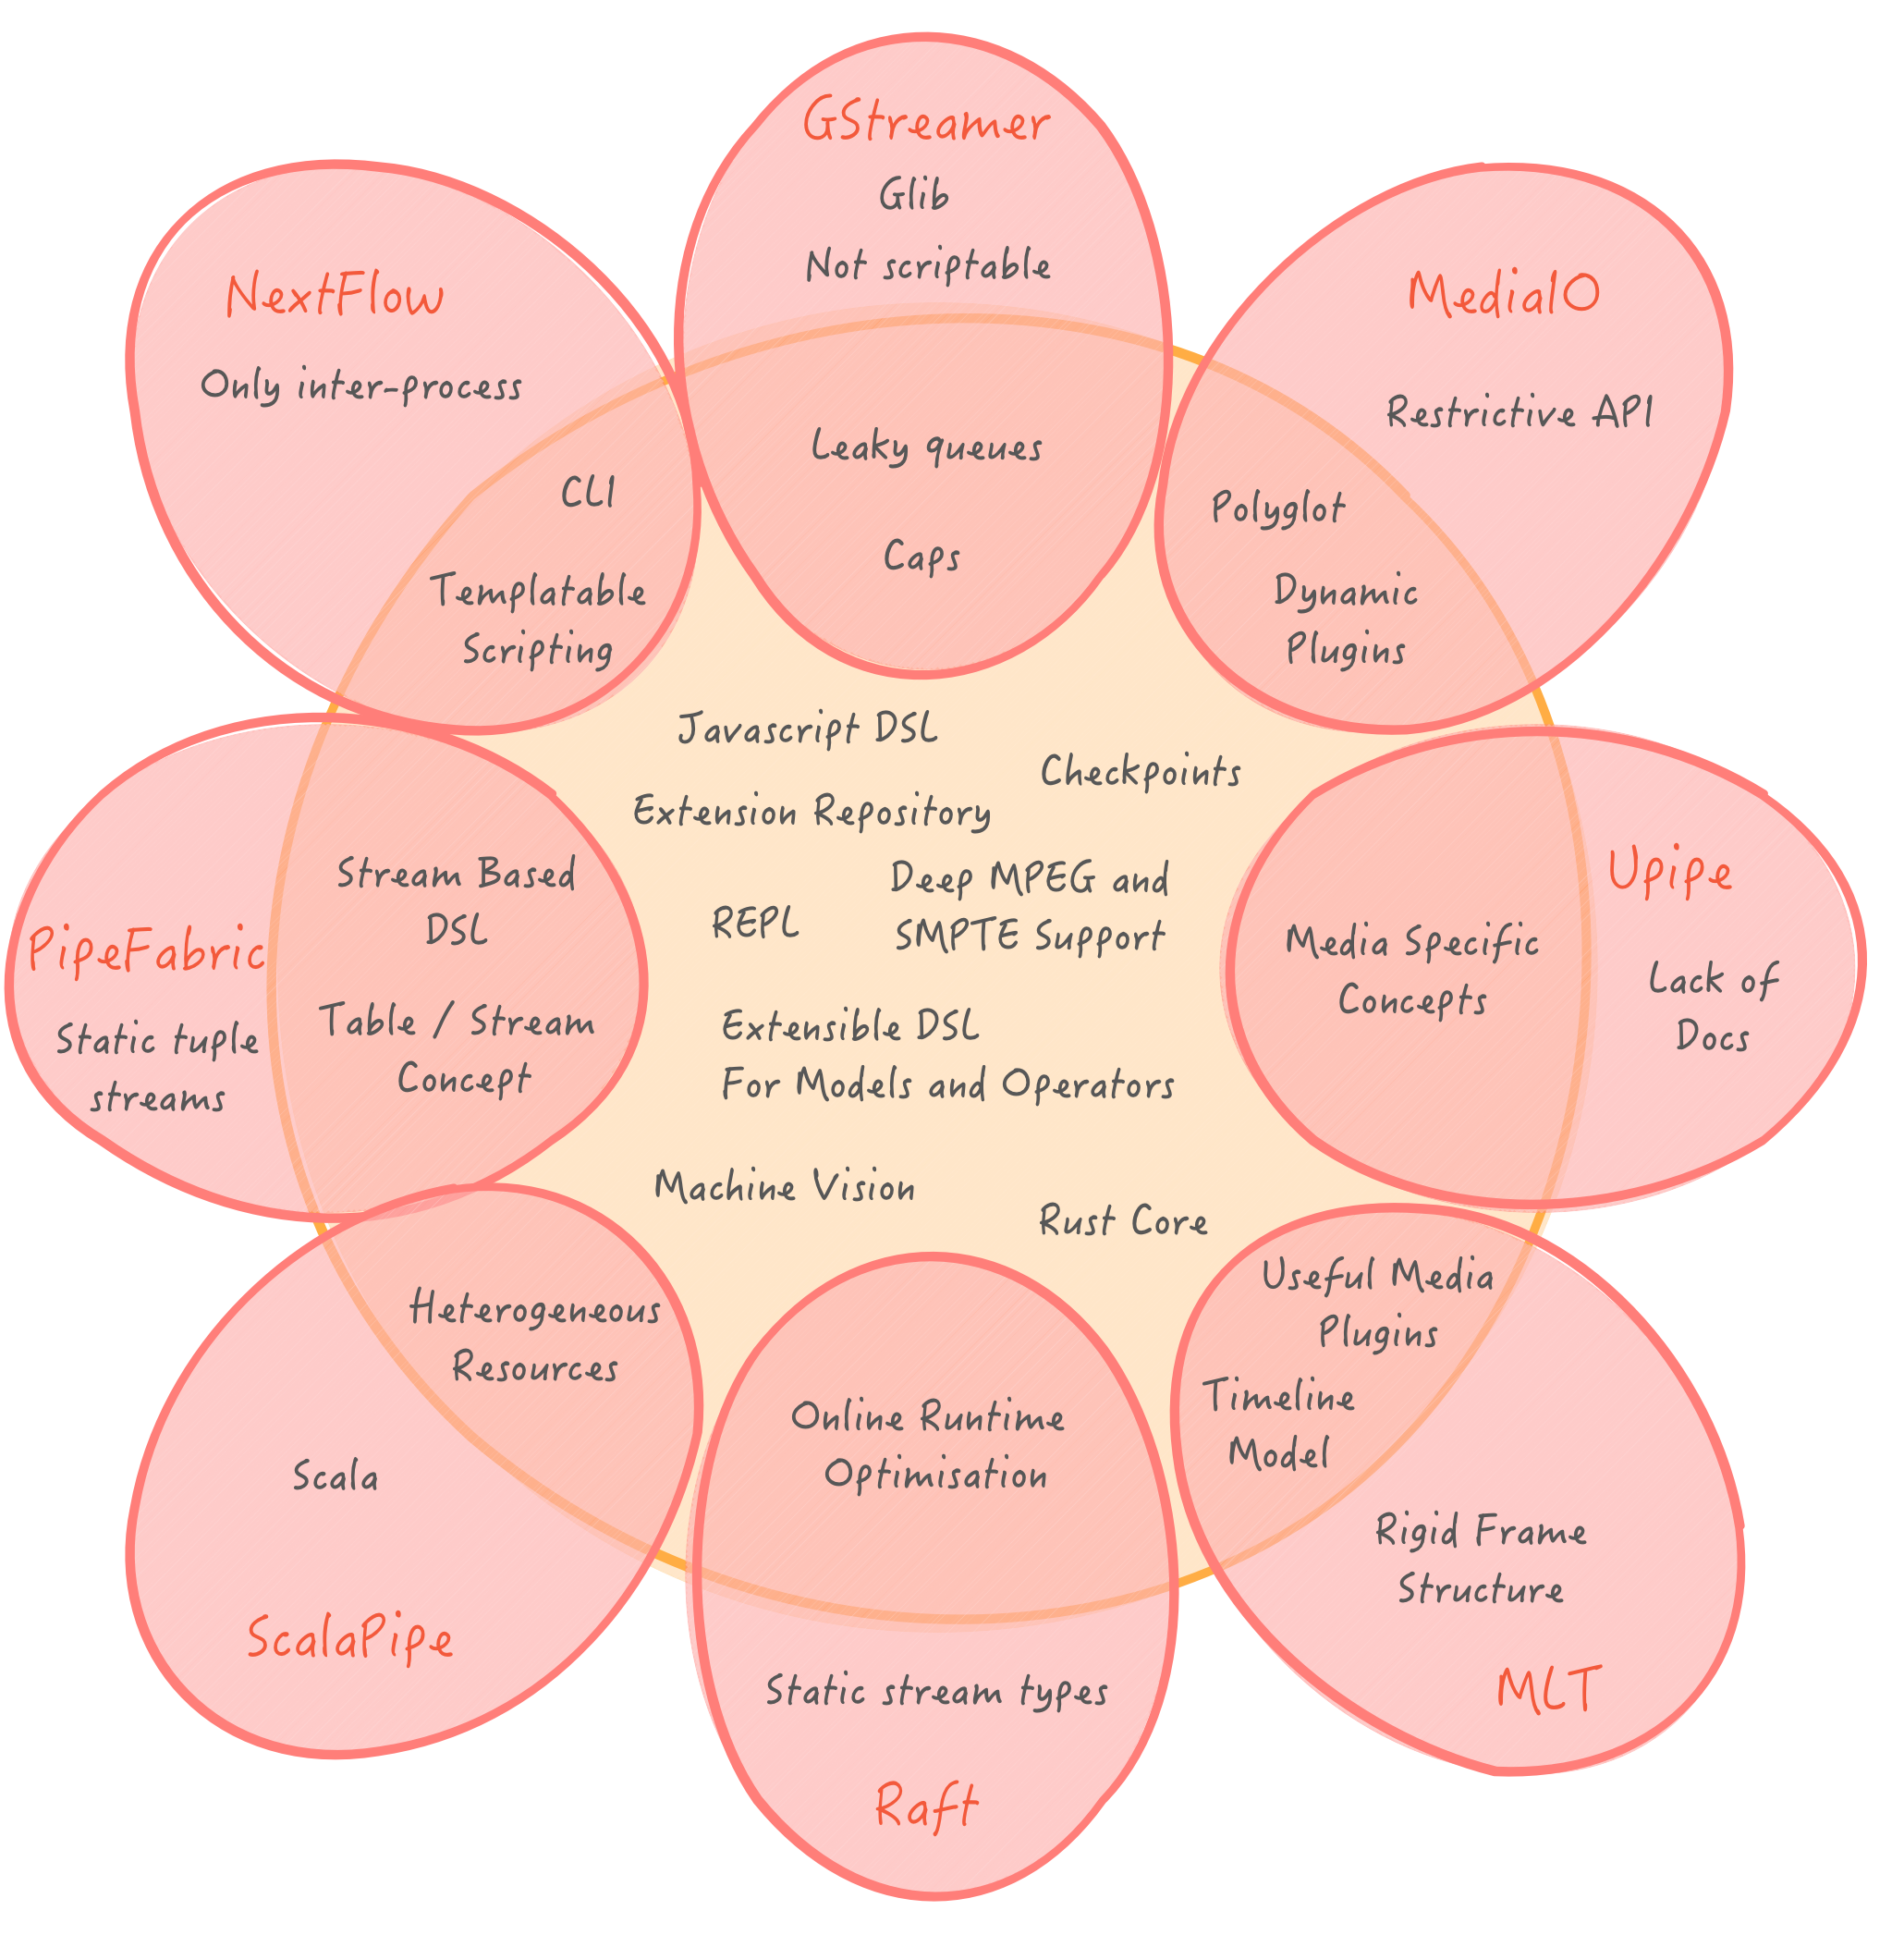 GStreamer
Glib
Not scriptable
Leaky queues
Caps
NextFlow
Only inter-process
CLI
Templatable
Scripting
MediaIO
Restrictive API
Polyglot
Dynamic
Plugins
Javascript DSL
Checkpoints
Extension Repository
Deep MPEG and
SMPTE Support
REPL
Extensible DSL
For Models and Operators
Machine Vision
Rust Core
PipeFabric
Static tuple
streams
Stream Based
DSL
Table / Stream
Concept
Upipe
Lack of
Docs
Media Specific
Concepts
Heterogeneous
Resources
Scala
ScalaPipe
Online Runtime
Optimisation
Static stream types
Raft
Useful Media
Plugins
Timeline
Model
Rigid Frame
Structure
MLT